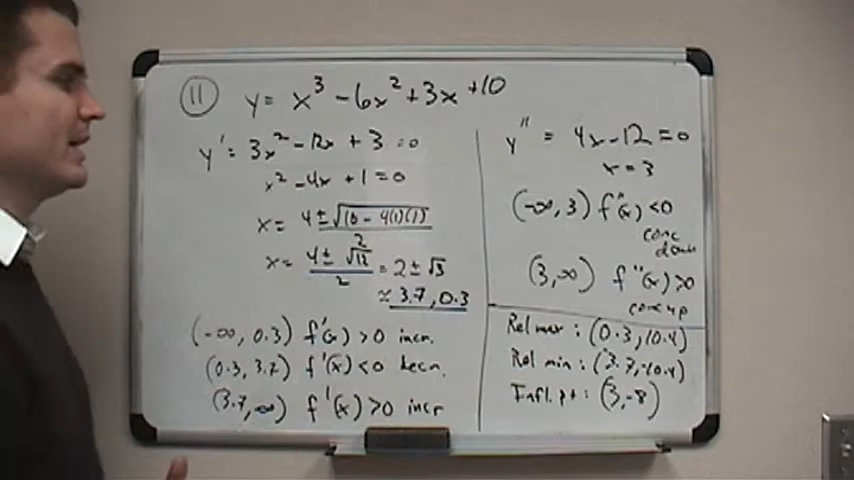 11 y = x³ - 6x² + 3x + 10
y' = 3x² - 12x + 3 = 0
x² - 4x + 1 = 0
x = 4 ± √(16 - 4(1)(1)) / 2
x = 4 ± √12 / 2 = 2 ± √3
≈ 3.7, 0.3
(-∞, 0.3) f'(x) > 0 incr.
(0.3, 3.7) f'(x) < 0 decr.
(3.7, ∞) f'(x) > 0 incr
y'' = 4x - 12 = 0
x = 3
(-∞, 3) f''(x) < 0
conc
down
(3, ∞) f''(x) > 0
conc up
Rel max : (0.3, 10.4)
Rel min : (3.7, -10.4)
Infl. pt : (3, -8)